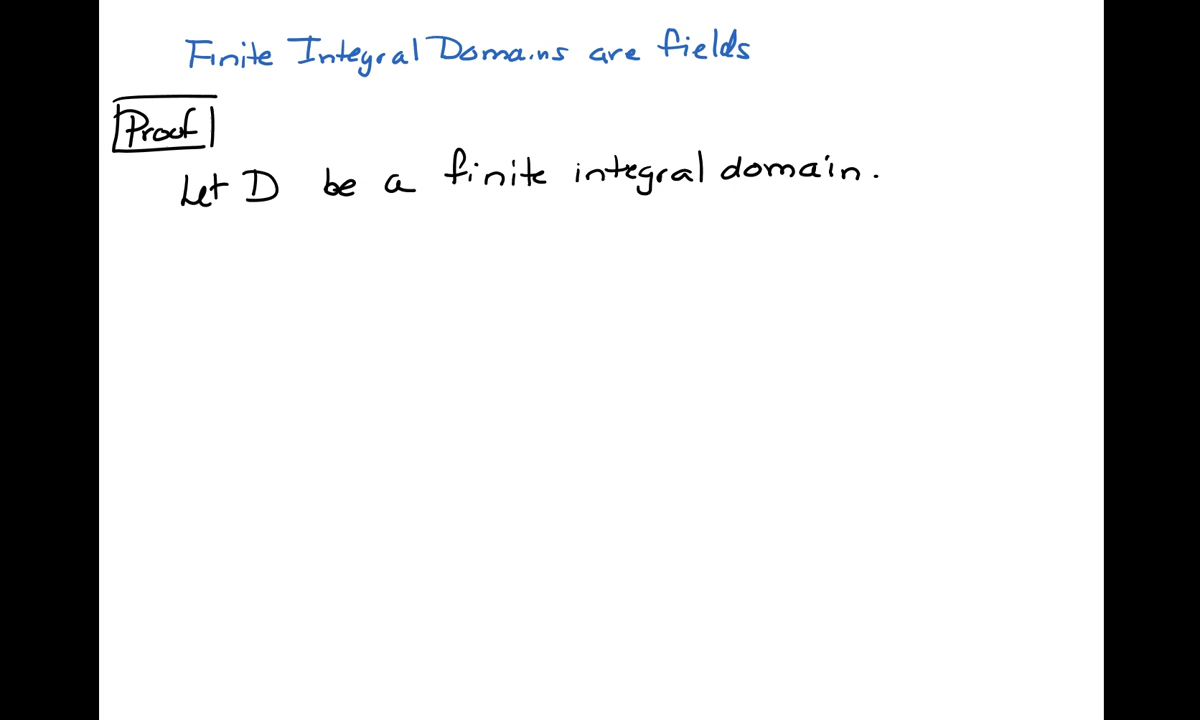 Finite Integral Domains are fields
Proof
Let D be a finite integral domain.